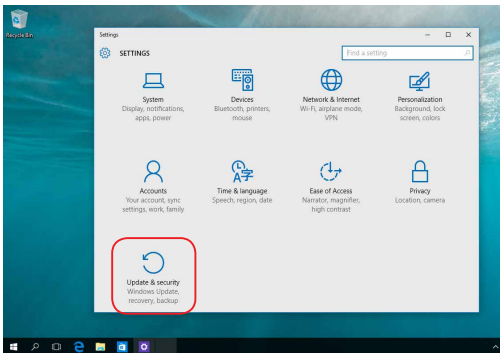 Recycle Bin
Settings
SETTINGS
Find a setting
System
Display, notifications,
apps, power
Devices
Bluetooth, printers,
mouse
Network & Internet
Wi-Fi, airplane mode,
VPN
Personalization
Background, lock
screen, colors
Accounts
Your account, sync
settings, work, family
Time & language
Speech, region, date
Ease of Access
Narrator, magnifier,
high contrast
Privacy
Location, camera
Update & security
Windows Update,
recovery, backup